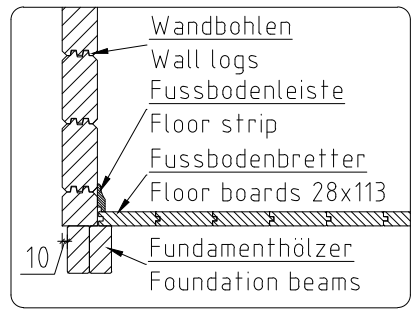 Wandbohlen
Wall logs
Fussbodenleiste
Floor strip
Fussbodenbretter
Floor boards 28x113
10
Fundamenthölzer
Foundation beams